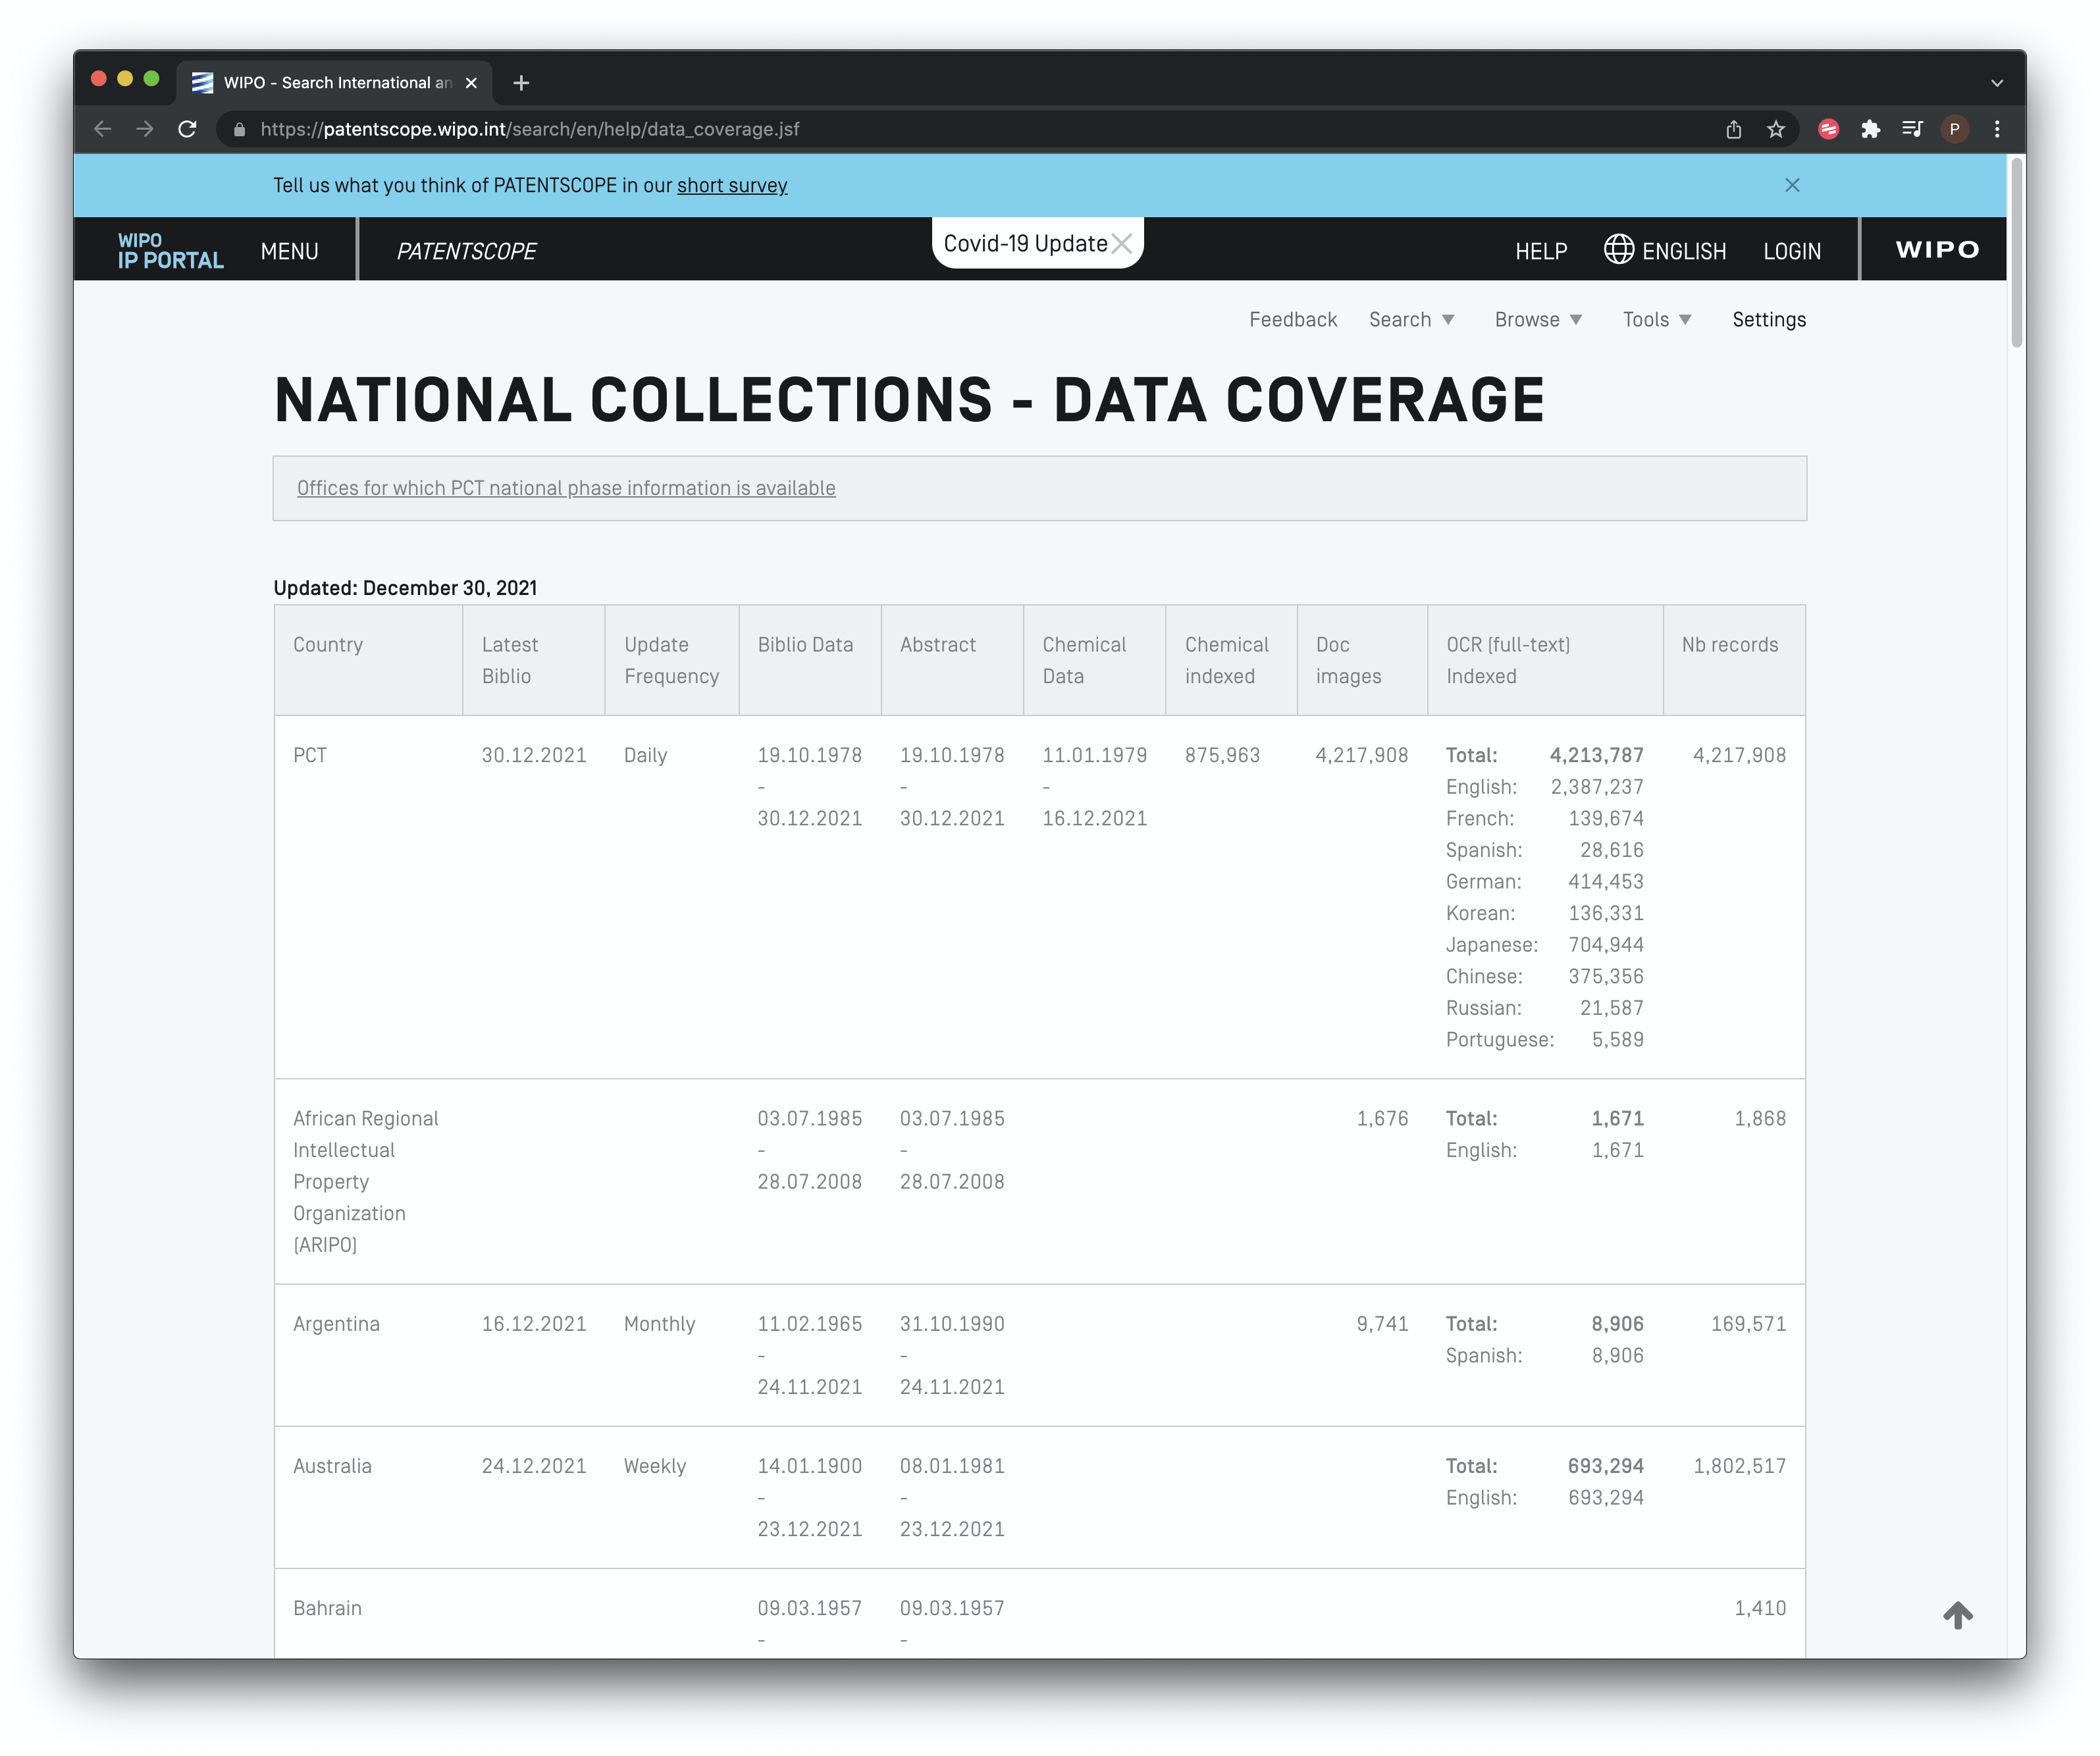 WIPO - Search International an
https://patentscope.wipo.int/search/en/help/data_coverage.jsf
P
Tell us what you think of PATENTSCOPE in our short survey
WIPO
IP PORTAL
MENU
PATENTSCOPE
Covid-19 Update
HELP
ENGLISH
LOGIN
WIPO
Feedback Search Browse Tools Settings
NATIONAL COLLECTIONS - DATA COVERAGE
Offices for which PCT national phase information is available
Updated: December 30, 2021
Country Latest Update Biblio Data Abstract Chemical Chemical Doc OCR (full-text) Nb records
Biblio Frequency Data indexed images Indexed
PCT 30.12.2021 Daily 19.10.1978 19.10.1978 11.01.1979 875,963 4,217,908 Total: 4,213,787 4,217,908
- - - English: 2,387,237
30.12.2021 30.12.2021 16.12.2021 French: 139,674
Spanish: 28,616
German: 414,453
Korean: 136,331
Japanese: 704,944
Chinese: 375,356
Russian: 21,587
Portuguese: 5,589
African Regional 03.07.1985 03.07.1985 1,676 Total: 1,671 1,868
Intellectual - - English: 1,671
Property 28.07.2008 28.07.2008
Organization
(ARIPO)
Argentina 16.12.2021 Monthly 11.02.1965 31.10.1990 9,741 Total: 8,906 169,571
- - Spanish: 8,906
24.11.2021 24.11.2021
Australia 24.12.2021 Weekly 14.01.1900 08.01.1981 Total: 693,294 1,802,517
- - English: 693,294
23.12.2021 23.12.2021
Bahrain 09.03.1957 09.03.1957 1,410
- -